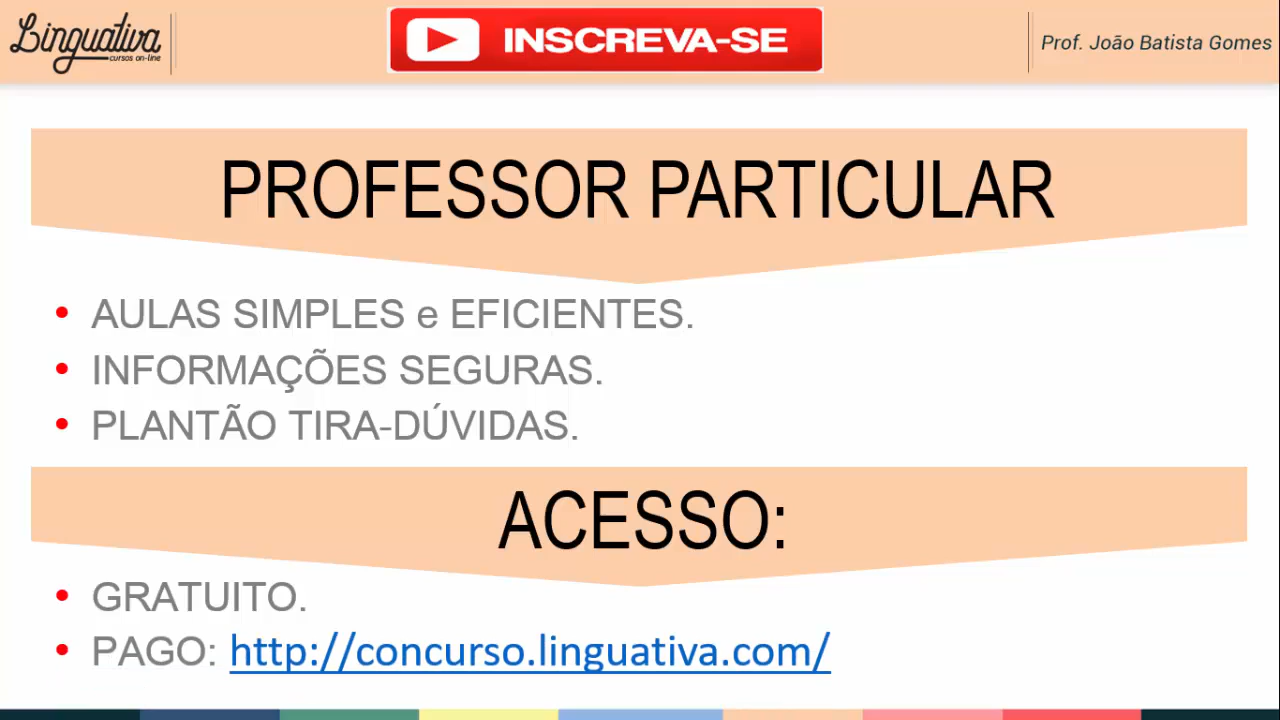 Linguativa
cursos on-line
INSCREVA-SE
Prof. João Batista Gomes
PROFESSOR PARTICULAR
• AULAS SIMPLES e EFICIENTES.
• INFORMAÇÕES SEGURAS.
• PLANTÃO TIRA-DÚVIDAS.
ACESSO:
• GRATUITO.
• PAGO: http://concurso.linguativa.com/